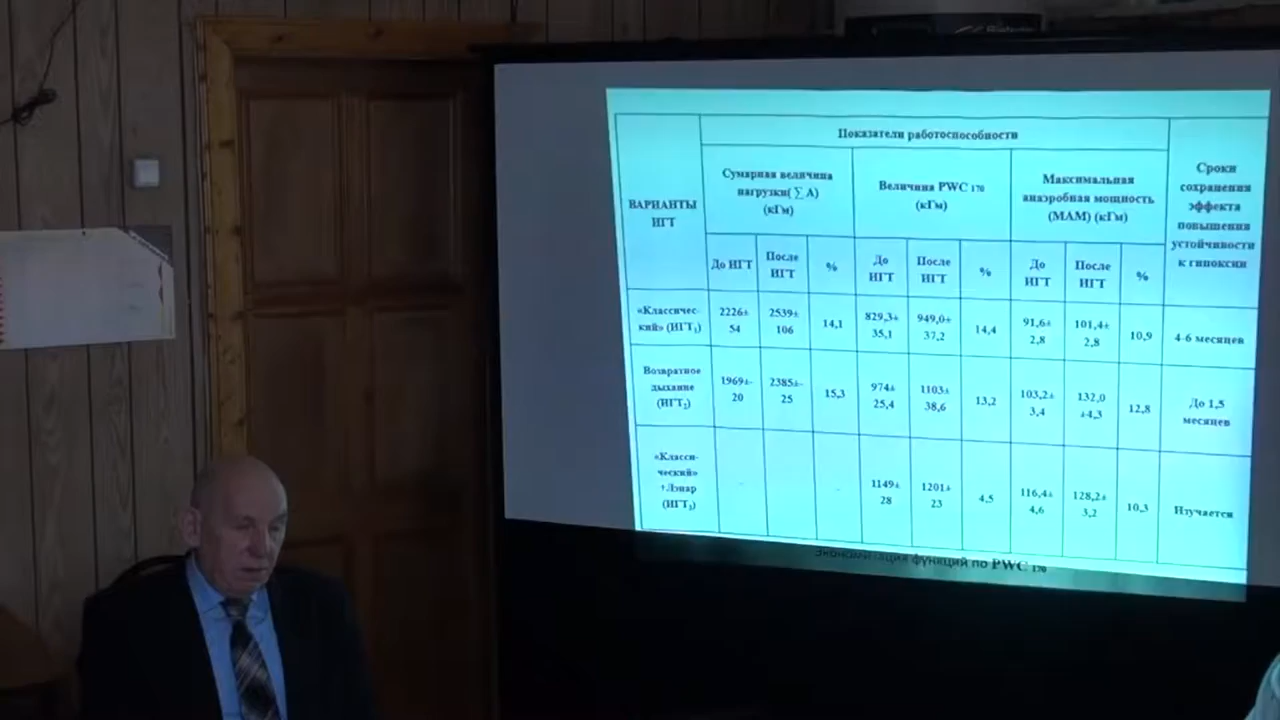 Показатели работоспособности
ВАРИАНТЫ
ИГТ
Сумарная величина
нагрузки( ∑ А)
(кГм)
Величина PWC 170
(кГм)
Максимальная
анаэробная мощность
(МАМ) (кГм)
Сроки
сохранения
эффекта
повышения
устойчивости
к гипоксии
До ИГТ
После
ИГТ
%
До
ИГТ
После
ИГТ
%
До
ИГТ
После
ИГТ
%
«Классичес-
кий» (ИГТ1)
2226±
54
2539±
106
14,1
829,3±
35,1
949,0±
37,2
14,4
91,6±
2,8
101,4±
2,8
10,9
4-6 месяцев
Возвратное
дыхание
(ИГТ2)
1969±-
20
2385±-
25
15,3
974±
25,4
1103±
38,6
13,2
103,2±
3,4
132,0
±4,3
12,8
До 1,5
месяцев
«Класси-
ческий»
+Лэнар
(ИГТ3)
-
-
1149±
28
1201±
23
4,5
116,4±
4,6
128,2±
3,2
10,3
Изучается
Экономизация функций по PWC 170